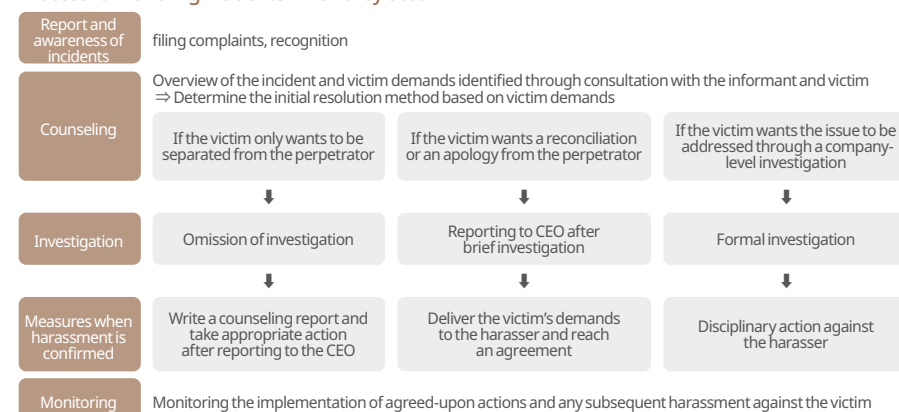 Report and
awareness of
incidents
filing complaints, recognition
Counseling
Overview of the incident and victim demands identified through consultation with the informant and victim
⇒ Determine the initial resolution method based on victim demands
If the victim only wants to be
separated from the perpetrator
If the victim wants a reconciliation
or an apology from the perpetrator
If the victim wants the issue to be
addressed through a company-
level investigation
Investigation
Omission of investigation
Reporting to CEO after
brief investigation
Formal investigation
Measures when
harassment is
confirmed
Write a counseling report and
take appropriate action
after reporting to the CEO
Deliver the victim’s demands
to the harasser and reach
an agreement
Disciplinary action against
the harasser
Monitoring
Monitoring the implementation of agreed-upon actions and any subsequent harassment against the victim